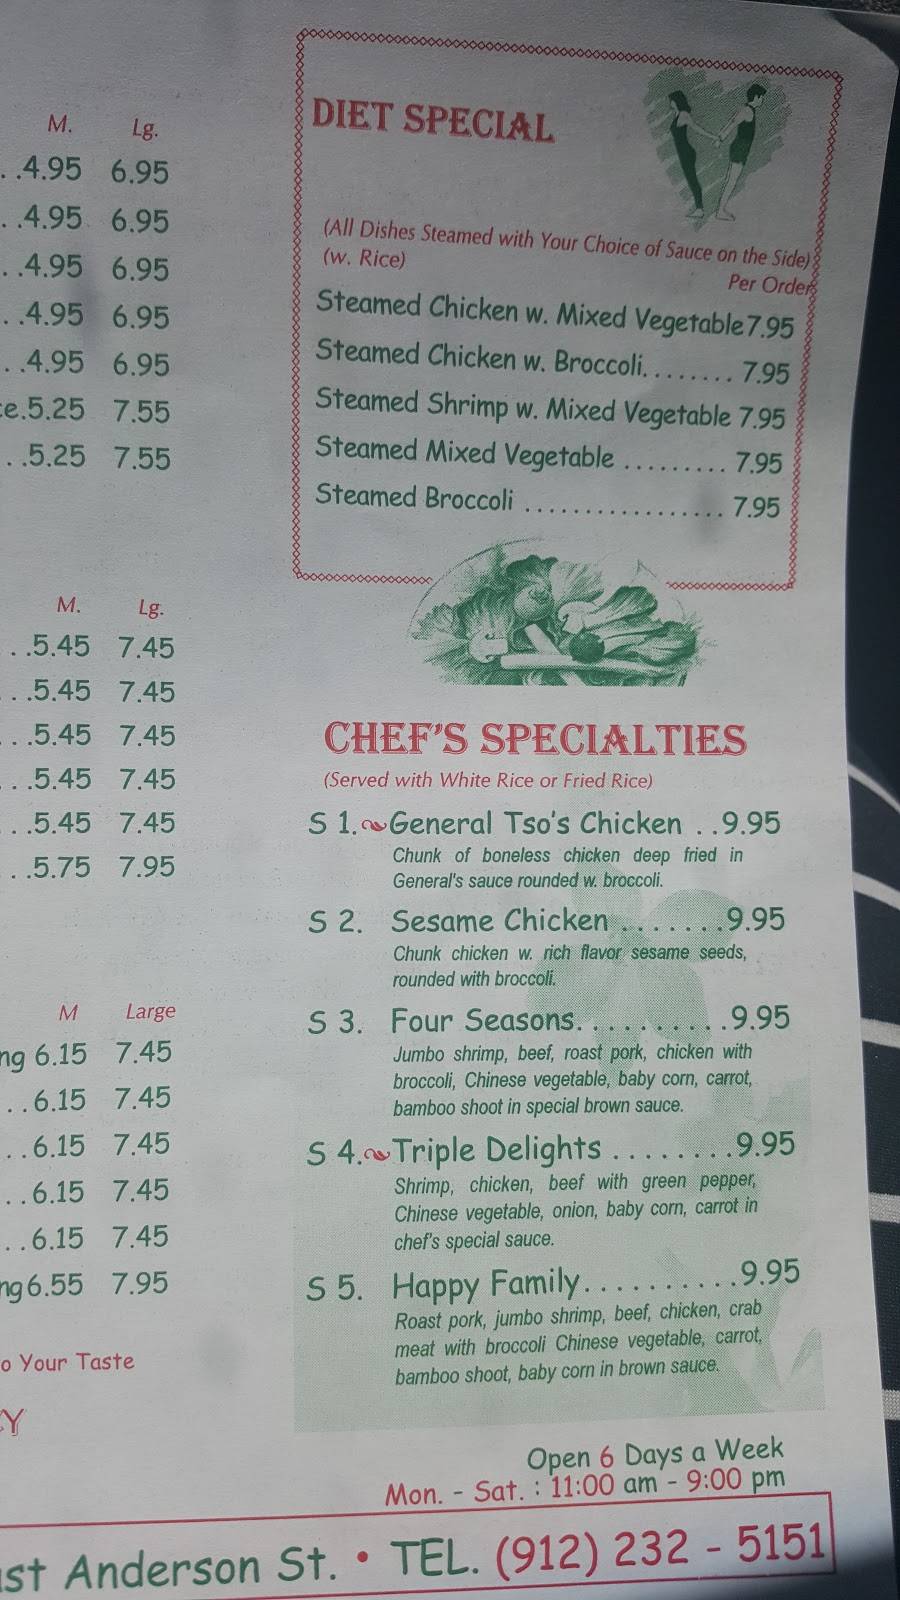 M. Lg.
. .4.95 6.95
. .4.95 6.95
. .4.95 6.95
. .4.95 6.95
. .4.95 6.95
.5.25 7.55
. .5.25 7.55
M. Lg.
. .5.45 7.45
. . .5.45 7.45
. . .5.45 7.45
. . .5.45 7.45
. . .5.45 7.45
. . .5.75 7.95
M Large
ng 6.15 7.45
. . 6.15 7.45
. . 6.15 7.45
. . . 6.15 7.45
. . 6.15 7.45
ng 6.55 7.95
o Your Taste
Y
DIET SPECIAL
(All Dishes Steamed with Your Choice of Sauce on the Side)
(w. Rice)
Per Order
Steamed Chicken w. Mixed Vegetable 7.95
Steamed Chicken w. Broccoli. . . . . . . . 7.95
Steamed Shrimp w. Mixed Vegetable 7.95
Steamed Mixed Vegetable . . . . . . . . . 7.95
Steamed Broccoli . . . . . . . . . . . . . . . . . 7.95
CHEF'S SPECIALTIES
(Served with White Rice or Fried Rice)
S 1. General Tso's Chicken . .9.95
Chunk of boneless chicken deep fried in
General's sauce rounded w. broccoli.
S 2. Sesame Chicken . . . . . . .9.95
Chunk chicken w. rich flavor sesame seeds,
rounded with broccoli.
S 3. Four Seasons. . . . . . . . . .9.95
Jumbo shrimp, beef, roast pork, chicken with
broccoli, Chinese vegetable, baby corn, carrot,
bamboo shoot in special brown sauce.
S 4. Triple Delights . . . . . . . .9.95
Shrimp, chicken, beef with green pepper,
Chinese vegetable, onion, baby corn, carrot in
chef's special sauce.
S 5. Happy Family. . . . . . . . . .9.95
Roast pork, jumbo shrimp, beef, chicken, crab
meat with broccoli Chinese vegetable, carrot,
bamboo shoot, baby corn in brown sauce.
Open 6 Days a Week
Mon. - Sat. : 11:00 am - 9:00 pm
ast Anderson St. • TEL. (912) 232 - 5151